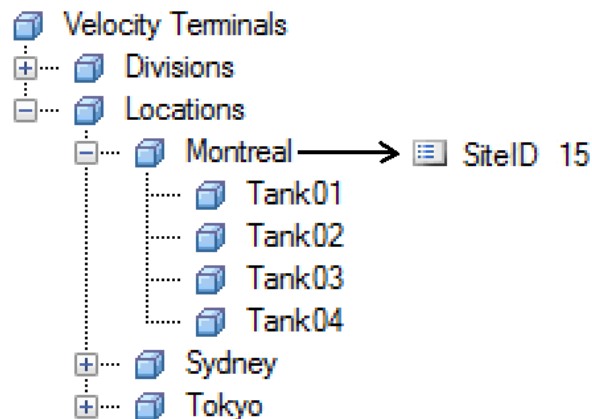 Velocity Terminals
Divisions
Locations
Montreal SiteID 15
Tank01
Tank02
Tank03
Tank04
Sydney
Tokyo